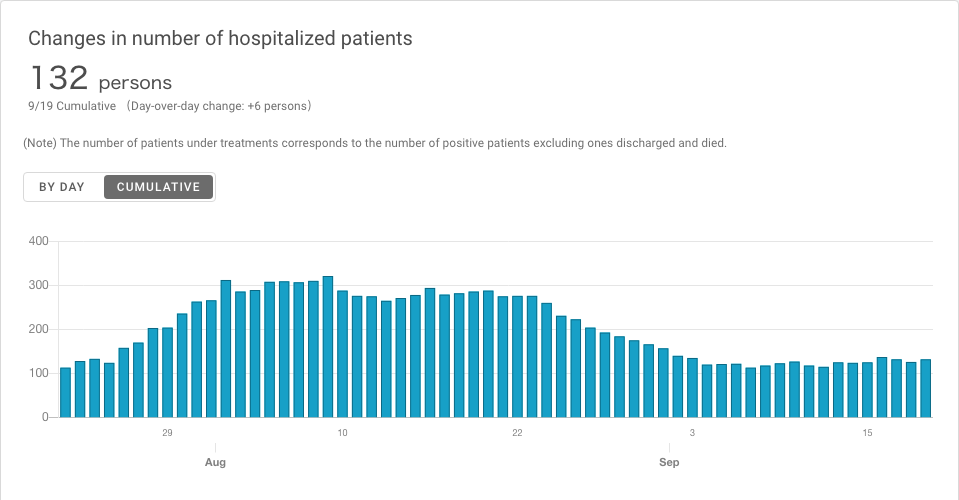 Changes in number of hospitalized patients
132 persons
9/19 Cumulative (Day-over-day change: +6 persons)
(Note) The number of patients under treatments corresponds to the number of positive patients excluding ones discharged and died.
BY DAY CUMULATIVE
400
300
200
100
0
29 10 22 3 15
Aug Sep